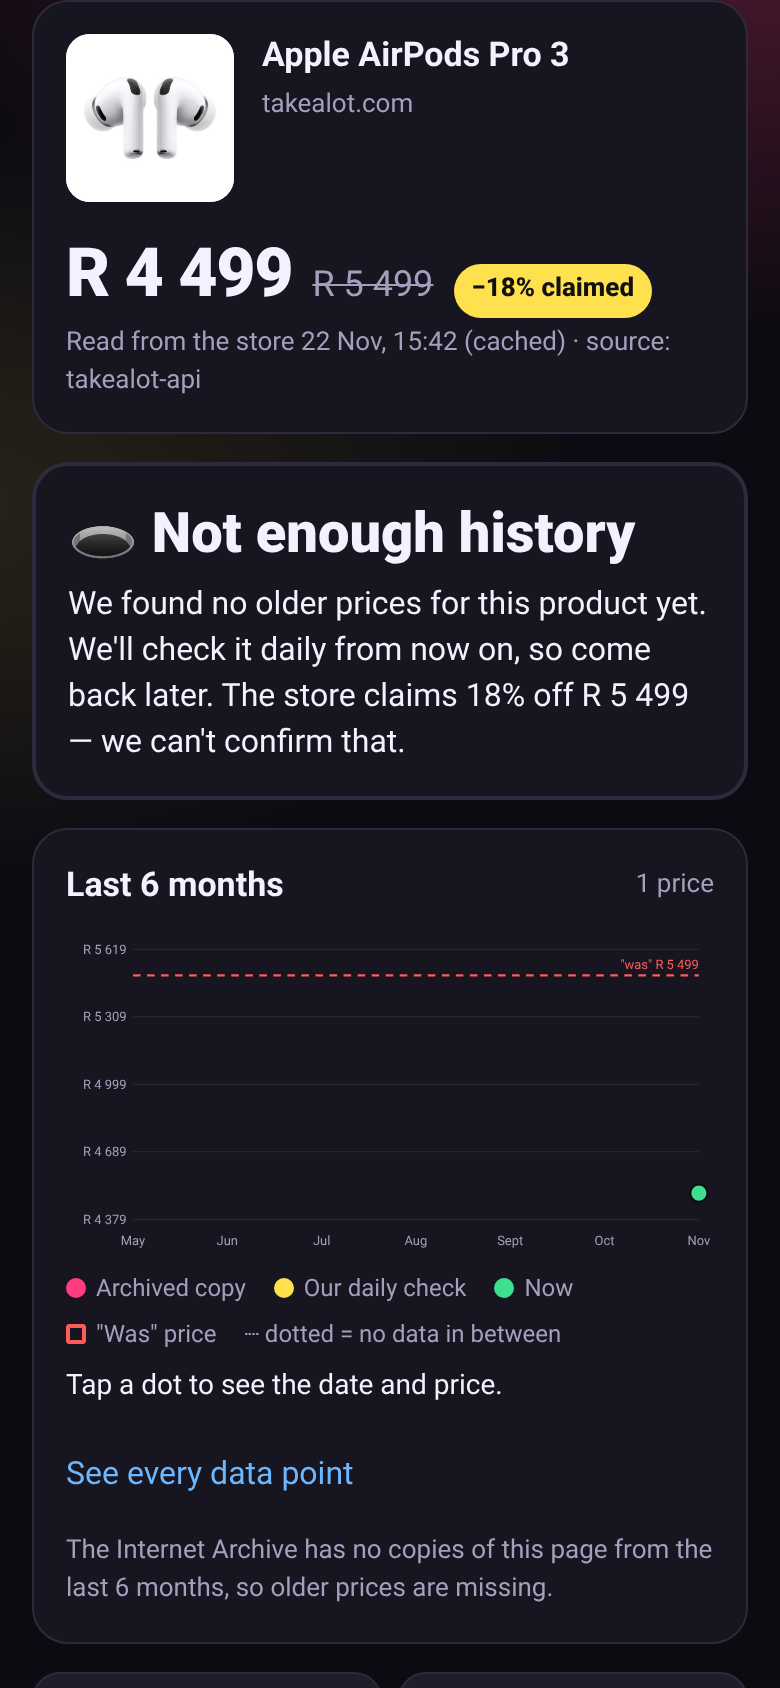 Apple AirPods Pro 3
takealot.com
R 4 499 R 5 499 −18% claimed
Read from the store 22 Nov, 15:42 (cached) · source:
takealot-api
Not enough history
We found no older prices for this product yet.
We'll check it daily from now on, so come
back later. The store claims 18% off R 5 499
— we can't confirm that.
Last 6 months 1 price
R 5 619
"was" R 5 499
R 5 309
R 4 999
R 4 689
R 4 379
May Jun Jul Aug Sept Oct Nov
Archived copy Our daily check Now
"Was" price ┈ dotted = no data in between
Tap a dot to see the date and price.
See every data point
The Internet Archive has no copies of this page from the
last 6 months, so older prices are missing.